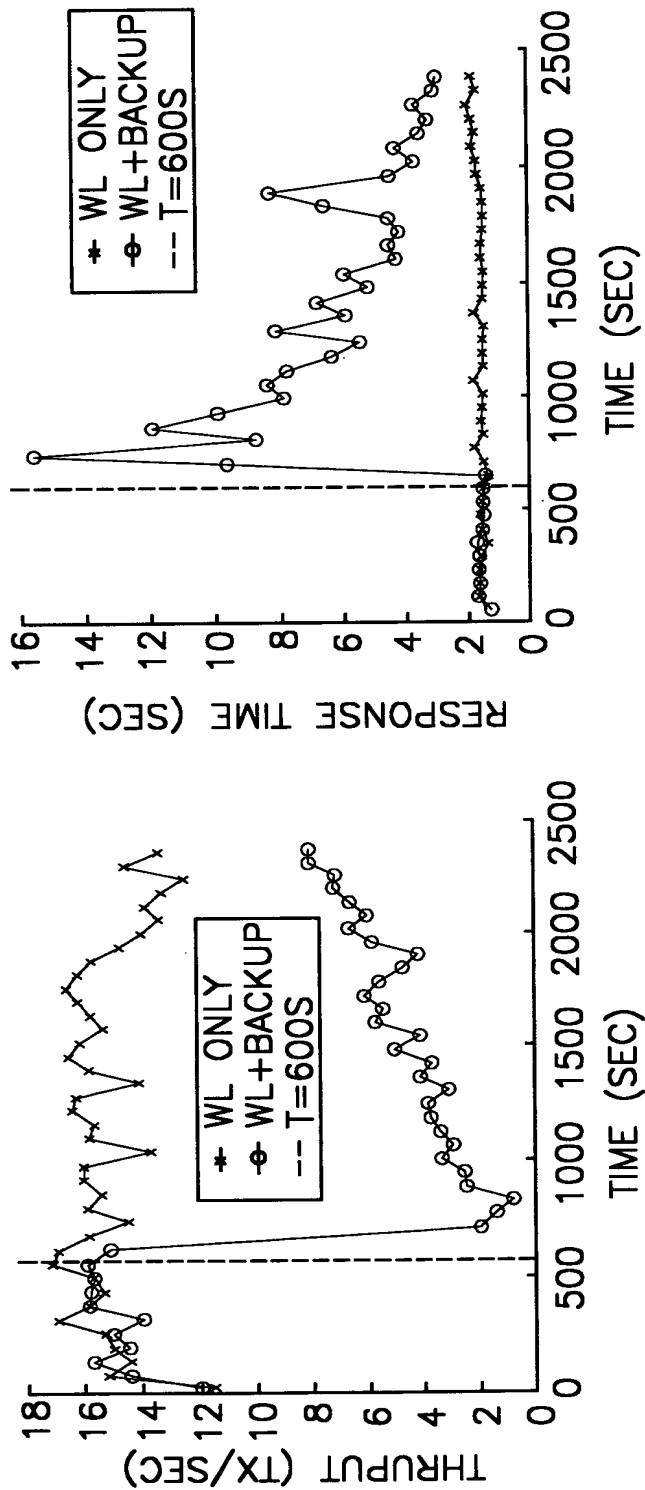 THRUPUT (TX/SEC)
18
16
14
12
10
8
6
4
2
0
WL ONLY
WL+BACKUP
T=600S
0 500 1000 1500 2000 2500
TIME (SEC)
RESPONSE TIME (SEC)
16
14
12
10
8
6
4
2
0
WL ONLY
WL+BACKUP
T=600S
0 500 1000 1500 2000 2500
TIME (SEC)